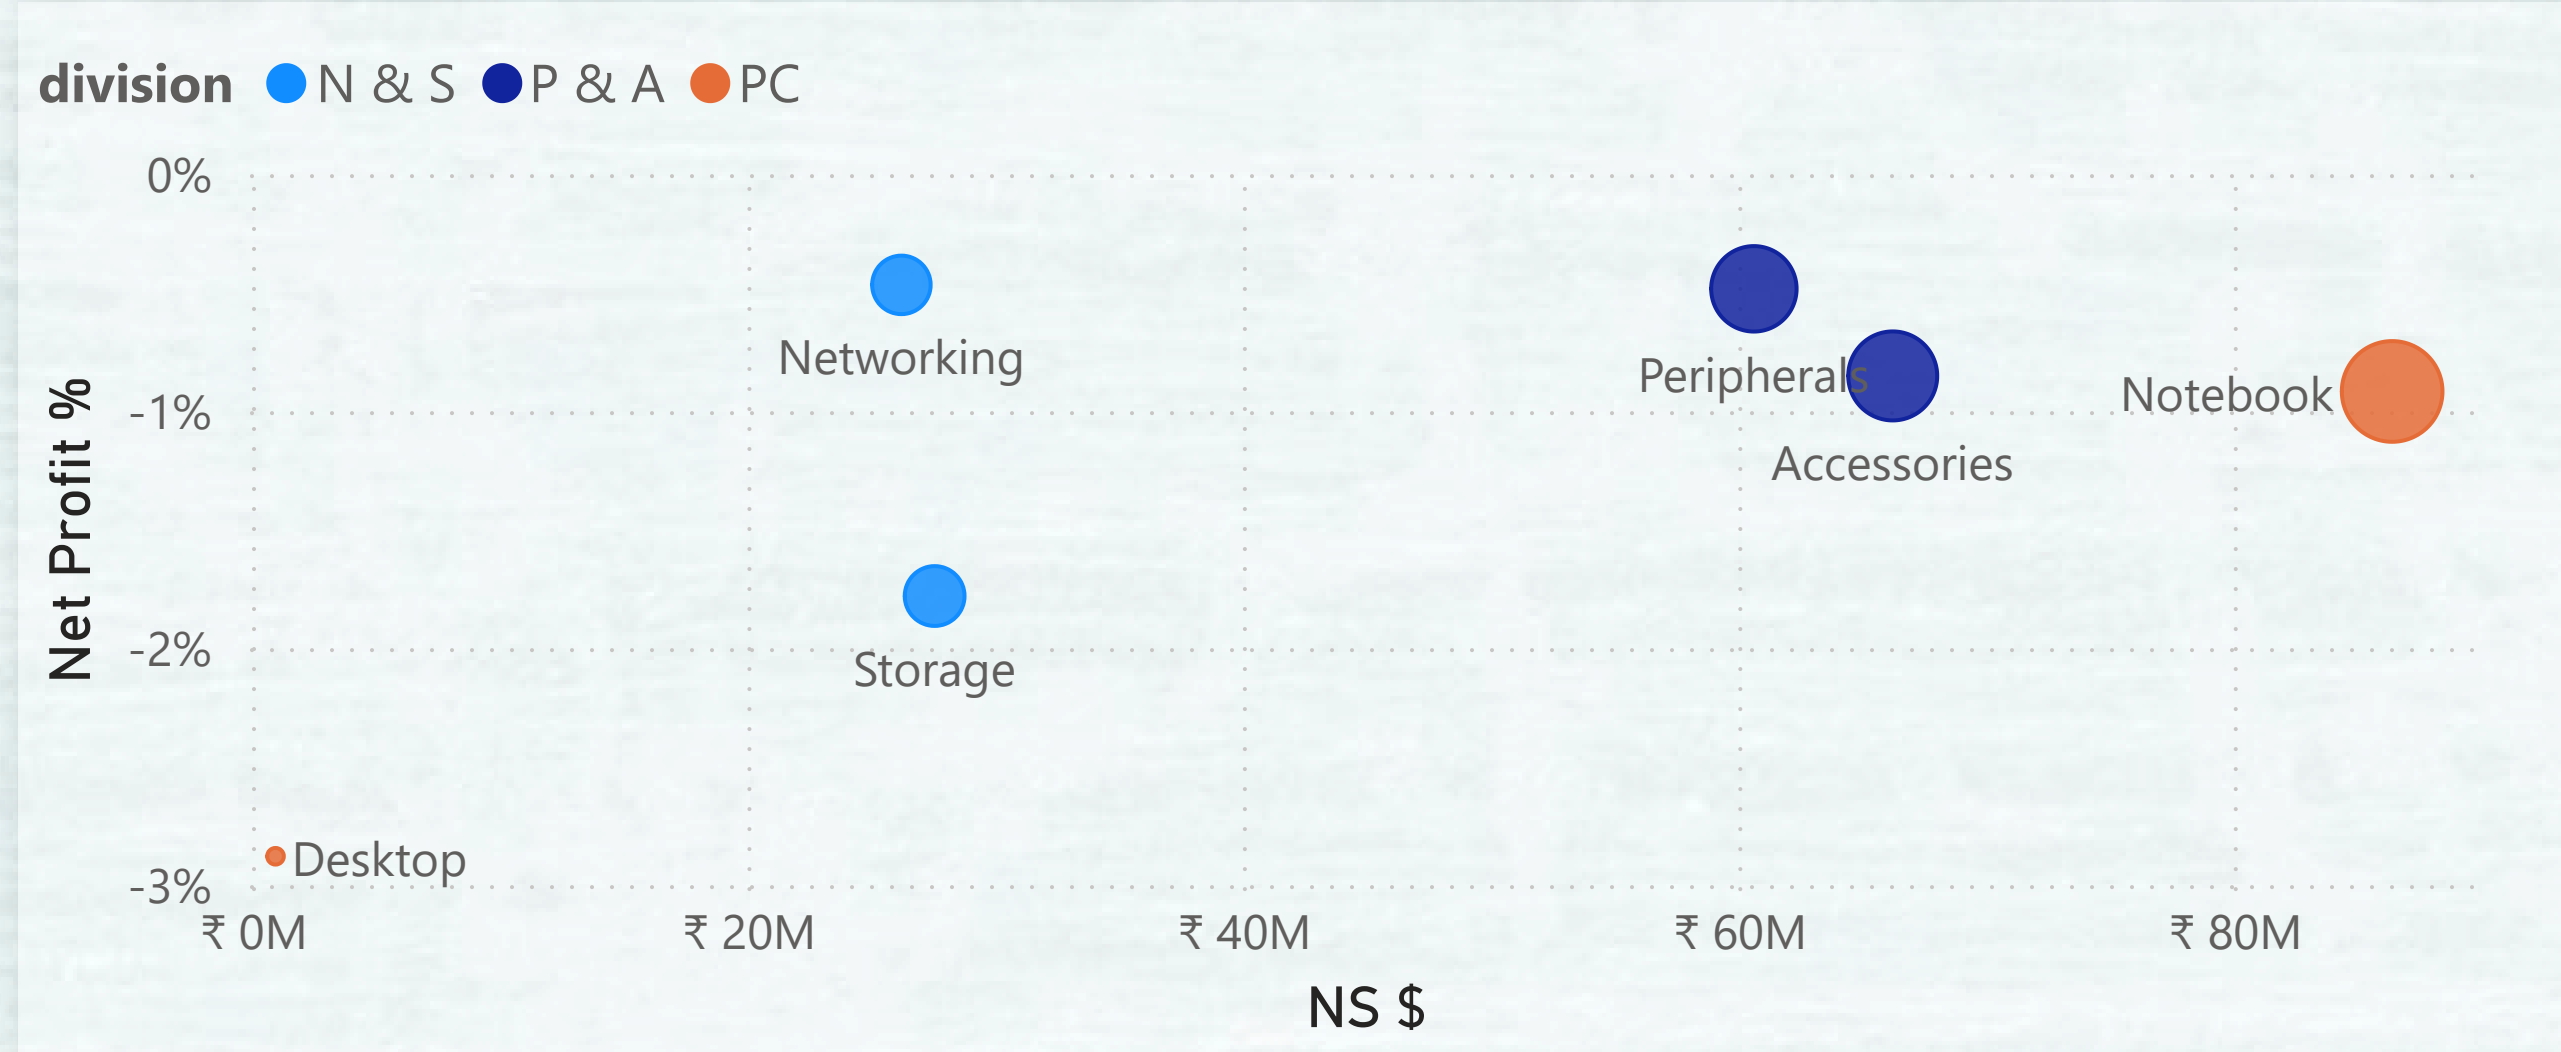 division N & S P & A PC
Net Profit %
0%
-1%
-2%
-3%
Networking
Peripherals
Notebook
Accessories
Storage
Desktop
₹ 0M ₹ 20M ₹ 40M ₹ 60M ₹ 80M
NS $